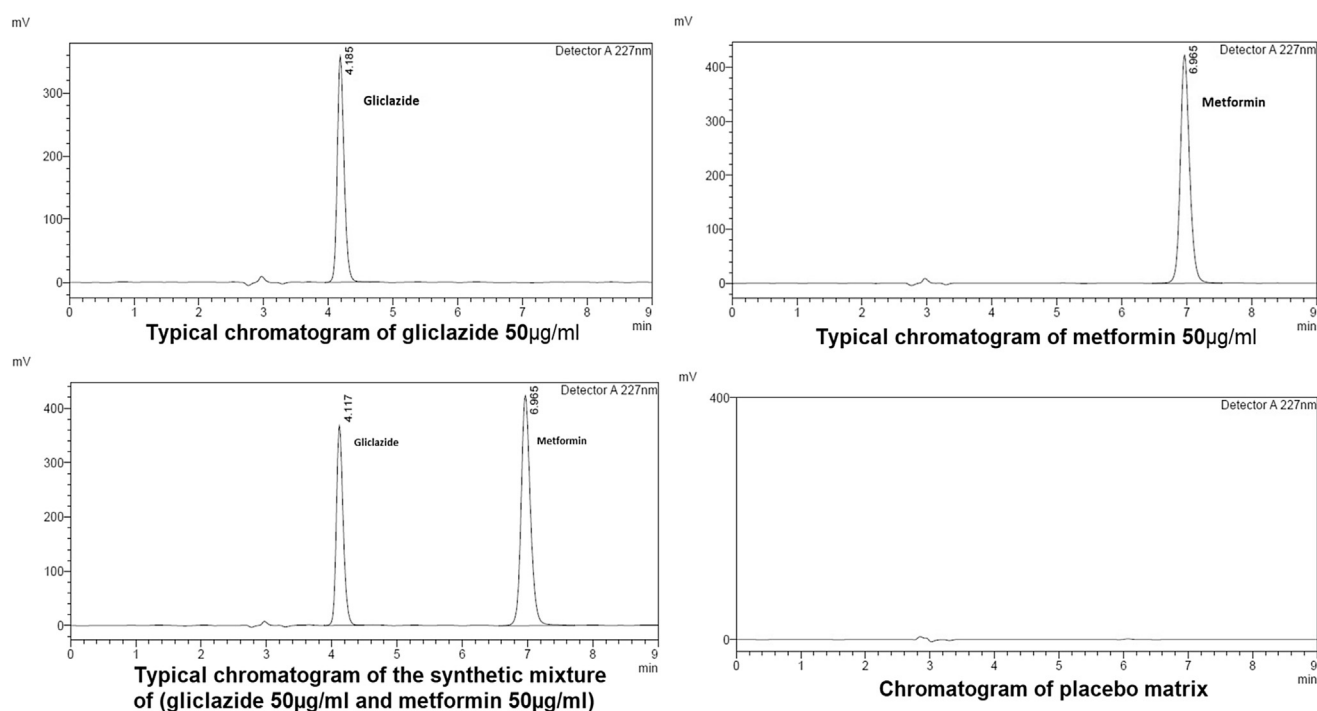 mV
Detector A 227nm
4.185
Gliclazide
300
200
100
0
0 1 2 3 4 5 6 7 8 9
min
Typical chromatogram of gliclazide 50µg/ml
mV
Detector A 227nm
6.965
Metformin
400
300
200
100
0
0 1 2 3 4 5 6 7 8 9
min
Typical chromatogram of metformin 50µg/ml
mV
Detector A 227nm
4.117
Gliclazide
6.965
Metformin
400
300
200
100
0
0 1 2 3 4 5 6 7 8 9
min
Typical chromatogram of the synthetic mixture
of (gliclazide 50µg/ml and metformin 50µg/ml)
mV
Detector A 227nm
400
0
0 1 2 3 4 5 6 7 8 9
min
Chromatogram of placebo matrix